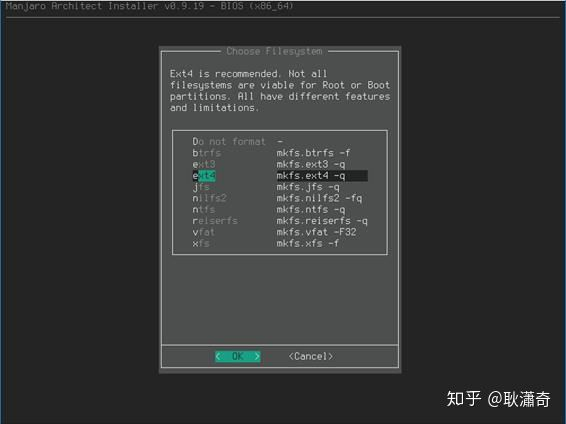 Manjaro Architect Installer v0.9.19 - BIOS (x86_64)
Choose Filesystem
Ext4 is recommended. Not all
filesystems are viable for Root or Boot
partitions. All have different features
and limitations.
Do not format -
btrfs mkfs.btrfs -f
ext3 mkfs.ext3 -q
ext4 mkfs.ext4 -q
jfs mkfs.jfs -q
nilfs2 mkfs.nilfs2 -fq
ntfs mkfs.ntfs -q
reiserfs mkfs.reiserfs -q
vfat mkfs.vfat -F32
xfs mkfs.xfs -f
< OK > <Cancel>
知乎 @耿瀟奇